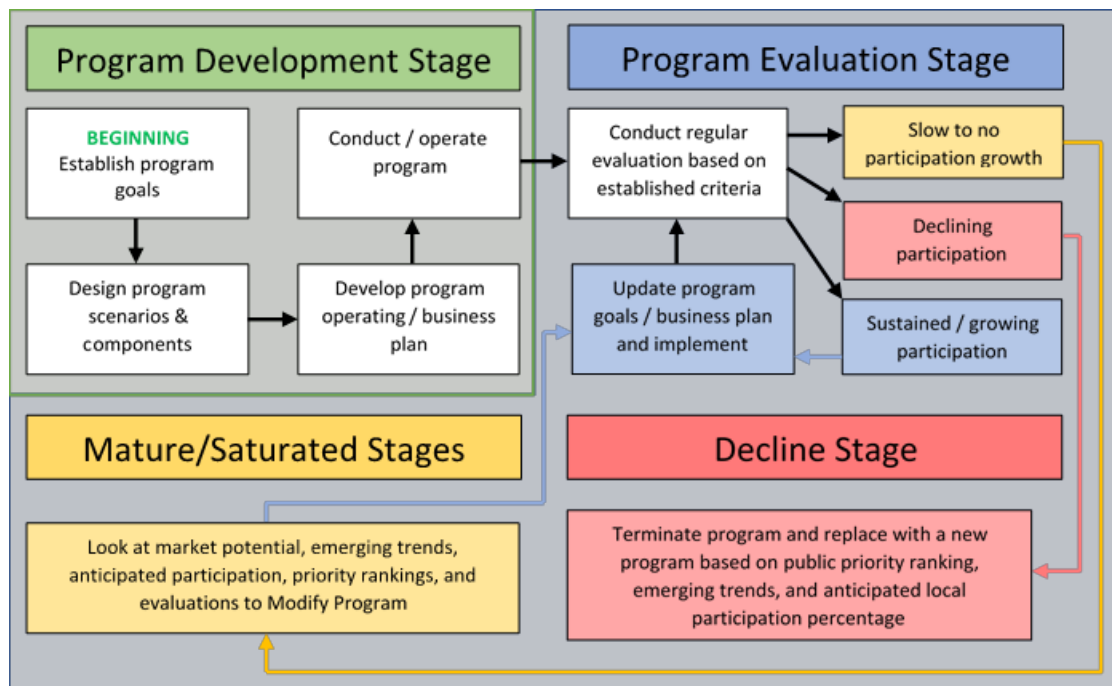 Program Development Stage
BEGINNING
Establish program
goals
Conduct / operate
program
Design program
scenarios &
components
Develop program
operating / business
plan
Program Evaluation Stage
Conduct regular
evaluation based on
established criteria
Slow to no
participation growth
Declining
participation
Update program
goals / business plan
and implement
Sustained / growing
participation
Mature/Saturated Stages
Look at market potential, emerging trends,
anticipated participation, priority rankings, and
evaluations to Modify Program
Decline Stage
Terminate program and replace with a new
program based on public priority ranking,
emerging trends, and anticipated local
participation percentage